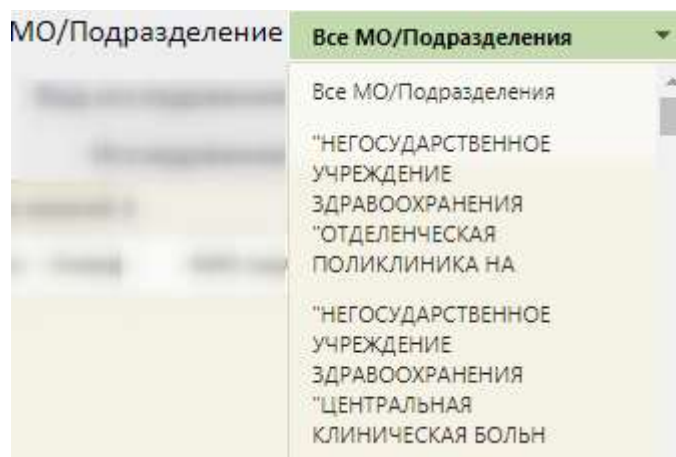 МО/Подразделение
Все МО/Подразделения
Все МО/Подразделения
"НЕГОСУДАРСТВЕННОЕ
УЧРЕЖДЕНИЕ
ЗДРАВООХРАНЕНИЯ
"ОТДЕЛЕНЧЕСКАЯ
ПОЛИКЛИНИКА НА
"НЕГОСУДАРСТВЕННОЕ
УЧРЕЖДЕНИЕ
ЗДРАВООХРАНЕНИЯ
"ЦЕНТРАЛЬНАЯ
КЛИНИЧЕСКАЯ БОЛЬН